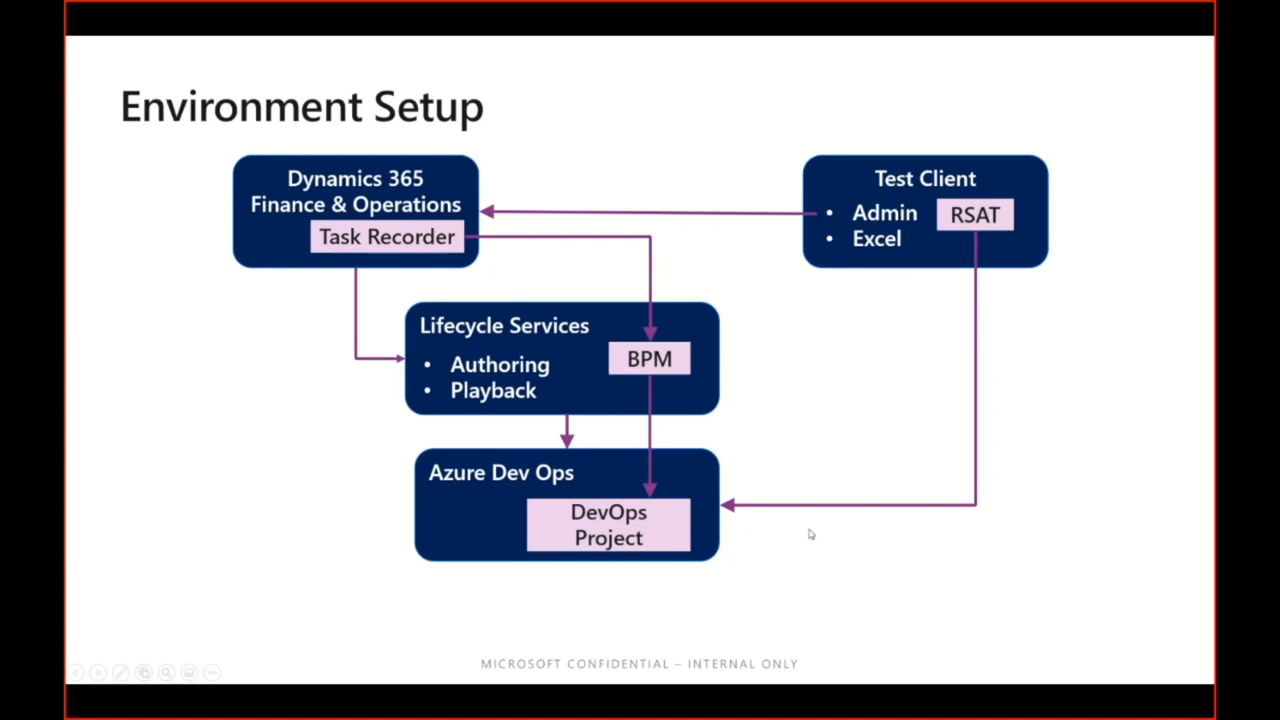 Environment Setup
Dynamics 365
Finance & Operations
Task Recorder
Test Client
• Admin
• Excel
RSAT
Lifecycle Services
• Authoring
• Playback
BPM
Azure Dev Ops
DevOps
Project
MICROSOFT CONFIDENTIAL – INTERNAL ONLY